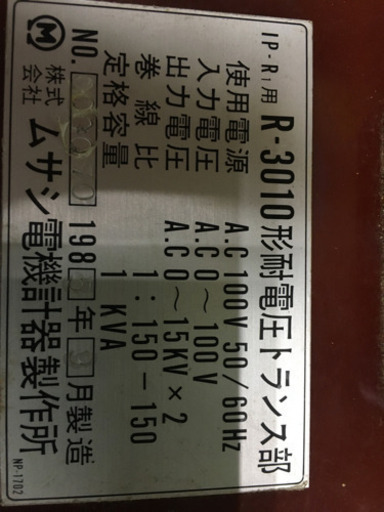 IP-R1用 R-3010形耐電圧トランス部
使用電源 A.C 100V 50/60Hz
入力電圧 A.C 0～100V
出力電圧 A.C 0～15KV×2
巻線比 1:150-150
定格容量 1 KVA
NO. 198 年 月製造
株式会社 ムサシ電機計器製作所
NP-1702